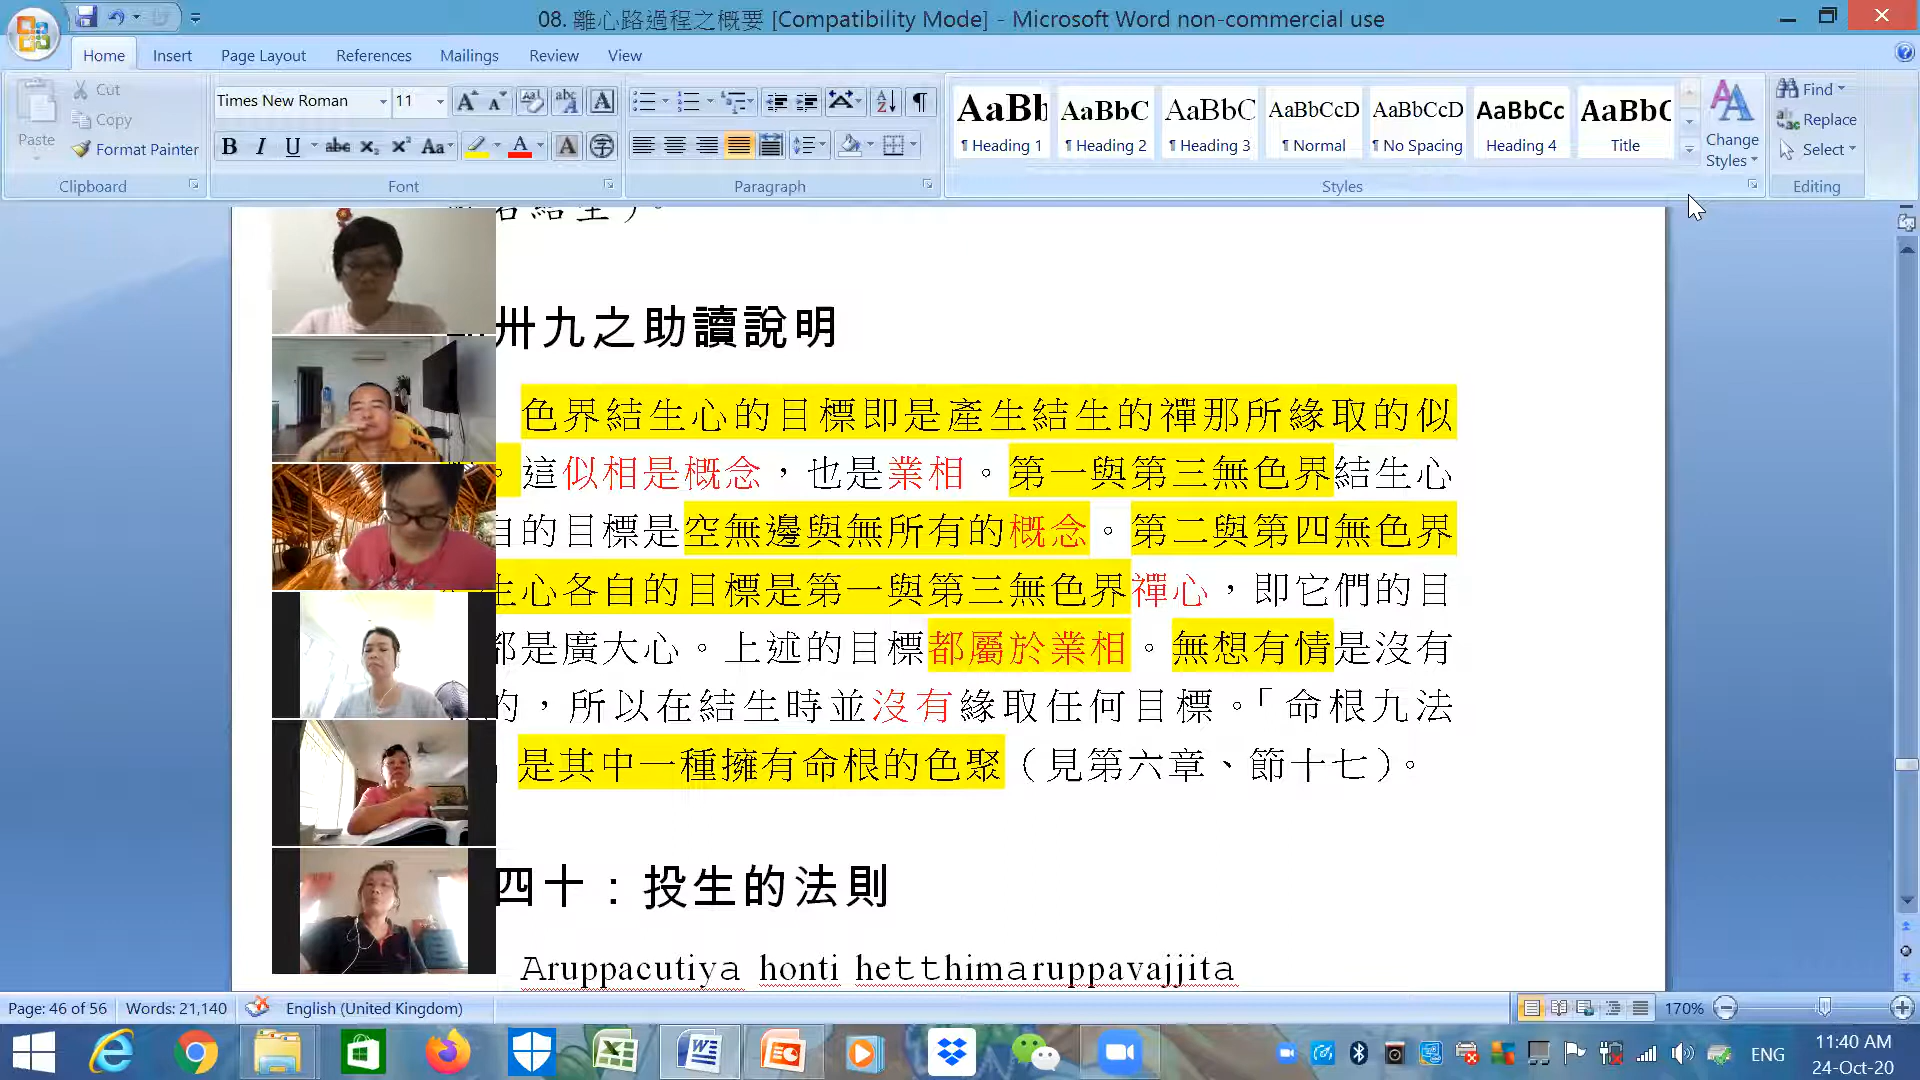 08. 離心路過程之概要 [Compatibility Mode] - Microsoft Word non-commercial use
Home Insert Page Layout References Mailings Review View
Paste
Cut
Copy
Format Painter
Clipboard
Times New Roman 11
Font
Paragraph
AaBb AaBbC AaBbC AaBbCcD AaBbCcD AaBbCc AaBbC
¶ Heading 1 ¶ Heading 2 ¶ Heading 3 ¶ Normal ¶ No Spacing Heading 4 Title
Styles
Change Styles
Find
Replace
Select
Editing
卅九之助讀說明
色界結生心的目標即是產生結生的禪那所緣取的似
。這似相是概念，也是業相。第一與第三無色界結生心
自的目標是空無邊與無所有的概念。第二與第四無色界
生心各自的目標是第一與第三無色界禪心，即它們的目
都是廣大心。上述的目標都屬於業相。無想有情是沒有
的，所以在結生時並沒有緣取任何目標。「命根九法
」是其中一種擁有命根的色聚（見第六章、節十七）。
四十：投生的法則
Aruppacutiya honti hetthimaruppavajjita
Page: 46 of 56 Words: 21,140 English (United Kingdom) 170%
ENG
11:40 AM
24-Oct-20